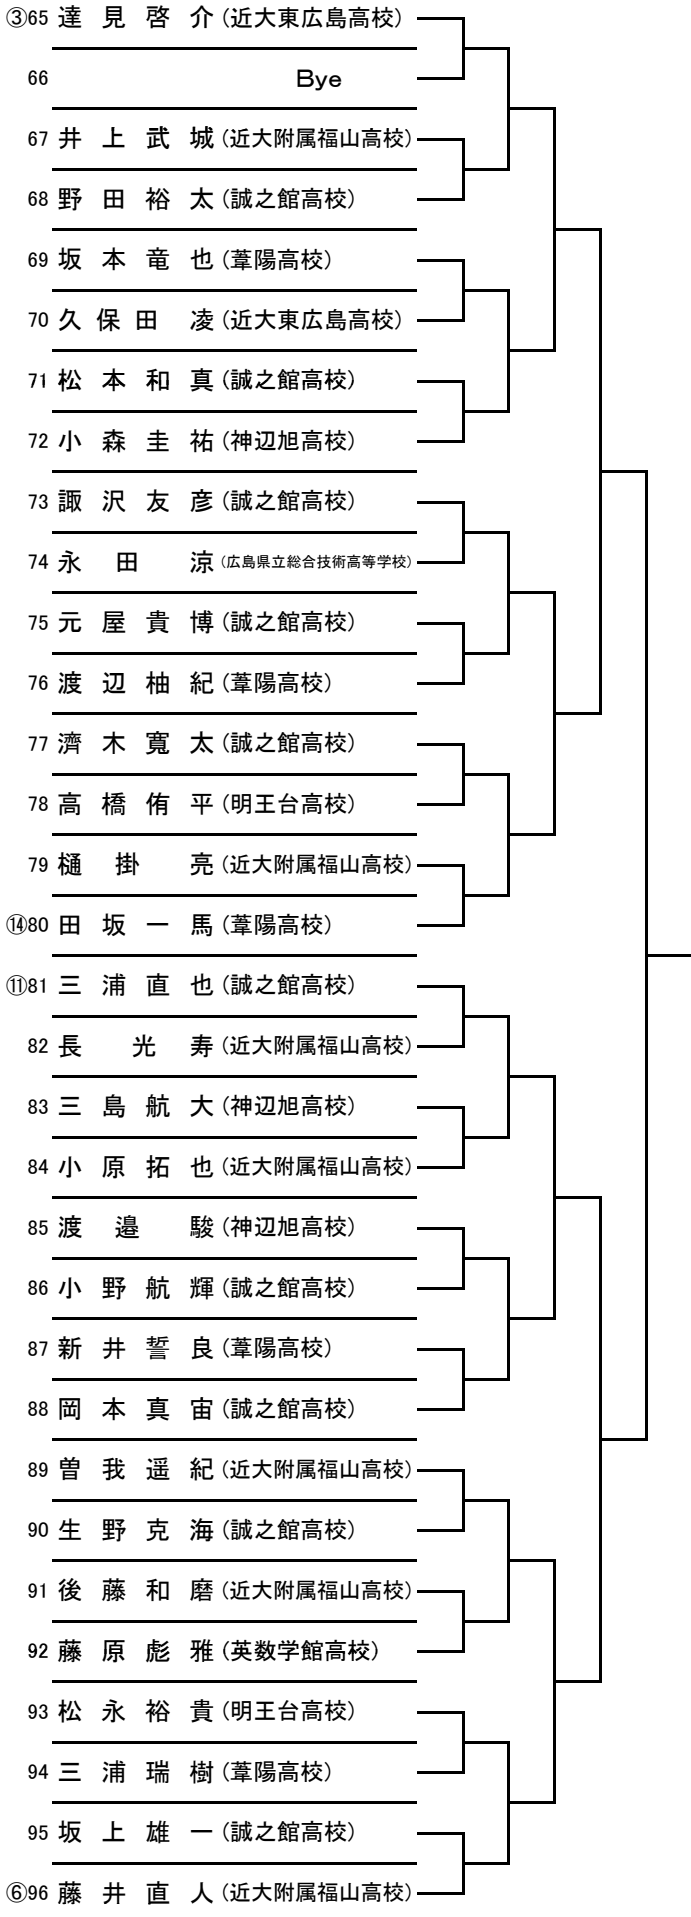 ③65 達見啓介 (近大東広島高校)
66 Bye
67 井上武城 (近大附属福山高校)
68 野田裕太 (誠之館高校)
69 坂本竜也 (葦陽高校)
70 久保田凌 (近大東広島高校)
71 松本和真 (誠之館高校)
72 小森圭祐 (神辺旭高校)
73 諏沢友彦 (誠之館高校)
74 永田涼 (広島県立総合技術高等学校)
75 元屋貴博 (誠之館高校)
76 渡辺柚紀 (葦陽高校)
77 濟木寛太 (誠之館高校)
78 高橋侑平 (明王台高校)
79 樋掛亮 (近大附属福山高校)
⑭80 田坂一馬 (葦陽高校)
⑪81 三浦直也 (誠之館高校)
82 長光寿 (近大附属福山高校)
83 三島航大 (神辺旭高校)
84 小原拓也 (近大附属福山高校)
85 渡邉駿 (神辺旭高校)
86 小野航輝 (誠之館高校)
87 新井誓良 (葦陽高校)
88 岡本真宙 (誠之館高校)
89 曽我遥紀 (近大附属福山高校)
90 生野克海 (誠之館高校)
91 後藤和磨 (近大附属福山高校)
92 藤原彪雅 (英数学館高校)
93 松永裕貴 (明王台高校)
94 三浦瑞樹 (葦陽高校)
95 坂上雄一 (誠之館高校)
⑥96 藤井直人 (近大附属福山高校)